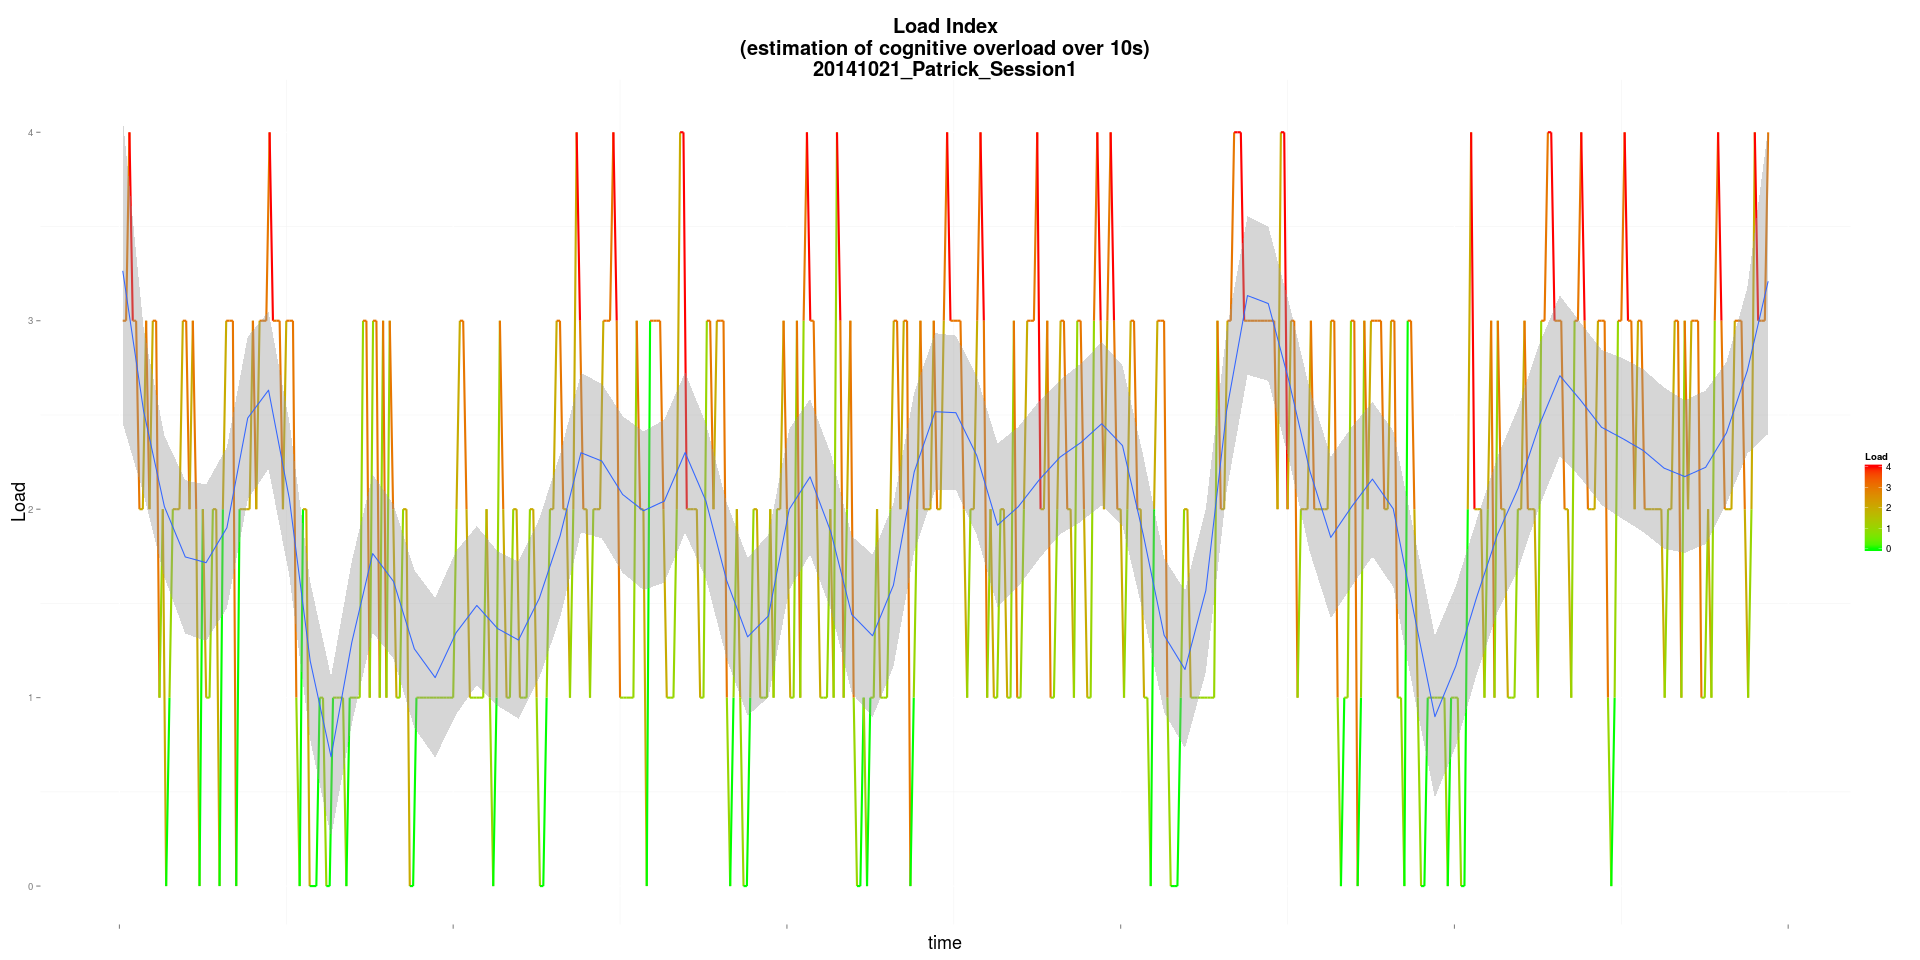 Load Index
(estimation of cognitive overload over 10s)
20141021_Patrick_Session1
4
3
2
1
0
Load
time
Load
4
3
2
1
0